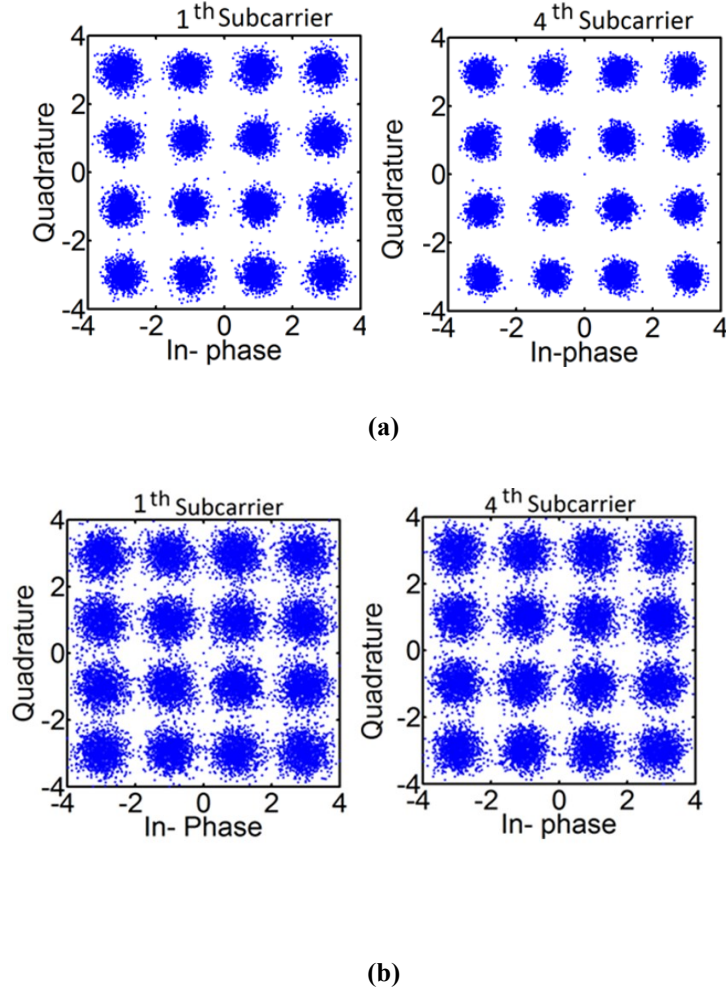 1 th Subcarrier
4
2
0
-2
-4
Quadrature
-4 -2 0 2 4
In- phase
4 th Subcarrier
4
2
0
-2
-4
Quadrature
-4 -2 0 2 4
In-phase
(a)
1 th Subcarrier
4
2
0
-2
-4
Quadrature
-4 -2 0 2 4
In- Phase
4 th Subcarrier
4
2
0
-2
-4
Quadrature
-4 -2 0 2 4
In- phase
(b)